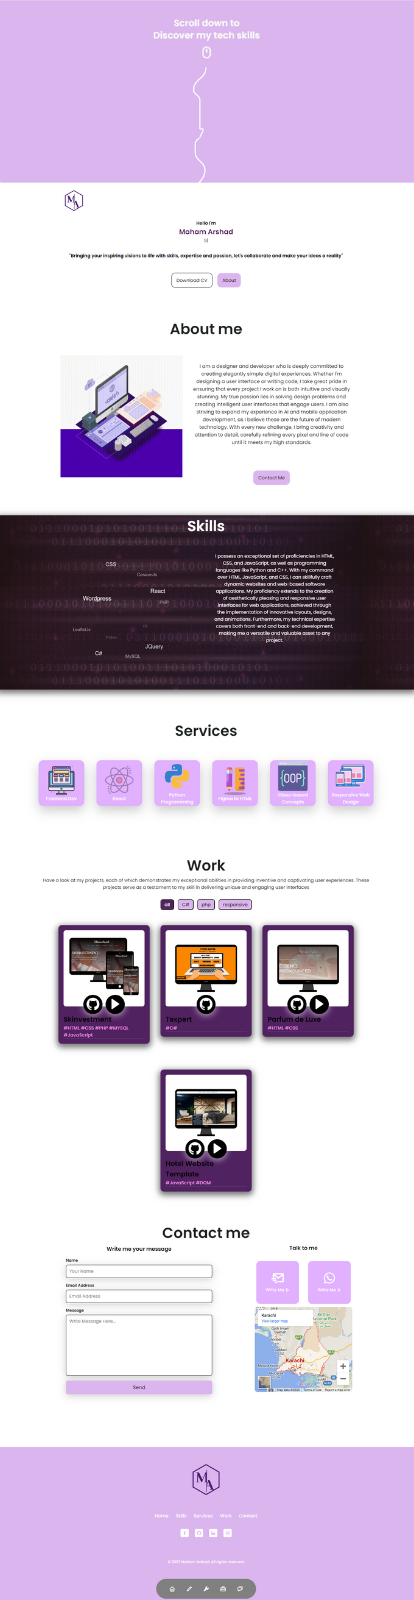 Scroll down to
Discover my tech skills
MA
Hello I'm
Maham Arshad
"Bringing your inspiring visions to life with skills, expertise and passion, let's collaborate and make your ideas a reality"
Download CV
About
About me
I am a designer and developer who is deeply committed to
creating elegantly simple digital experiences. Whether I'm
designing a user interface or writing code, I take great pride in
ensuring that every project I work on is both intuitive and visually
stunning. My true passion lies in solving design problems and
creating intelligent user interfaces that engage users. I am also
striving to expand my experience in AI and mobile application
development, as I believe those are the future of modern
technology. With every new challenge, I bring creativity and
attention to detail, carefully refining every pixel and line of code
until it meets my high standards.
Contact Me
Skills
I possess an exceptional set of proficiencies in HTML,
CSS, and JavaScript, as well as programming
languages like Python and C++. With my command
over HTML, JavaScript, and CSS, I can skillfully craft
dynamic websites and web-based software
applications. My proficiency extends to the creation
of aesthetically pleasing and responsive user
interfaces for web applications, achieved through
the implementation of innovative layouts, designs,
and animations. Furthermore, my technical expertise
covers both front-end and back-end development,
making me a versatile and valuable asset to any
project.
CSS
React
Wordpress
PHP
JQuery
C#
MySQL
Services
Frontend Dev
React
Python
Programming
Figma to HTML
OOP
Object based
Concepts
Responsive Web
Design
Work
Have a look at my projects, each of which demonstrates my exceptional abilities in providing inventive and captivating user experiences. These
projects serve as a testament to my skill in delivering unique and engaging user interfaces
all
C#
php
responsive
Skinvestment
#HTML #CSS #PHP #MYSQL
#JavaScript
Texpert
#C#
Parfum de Luxe
#HTML #CSS
Hotel Website
Template
#JavaScript #DOM
Contact me
Write me your message
Name
Your Name
Email Address
Email Address
Message
Write Message Here...
Send
Talk to me
Write Me
Write Me
Karachi
View larger map
Karachi
MA
Home
Skills
Services
Work
Contact